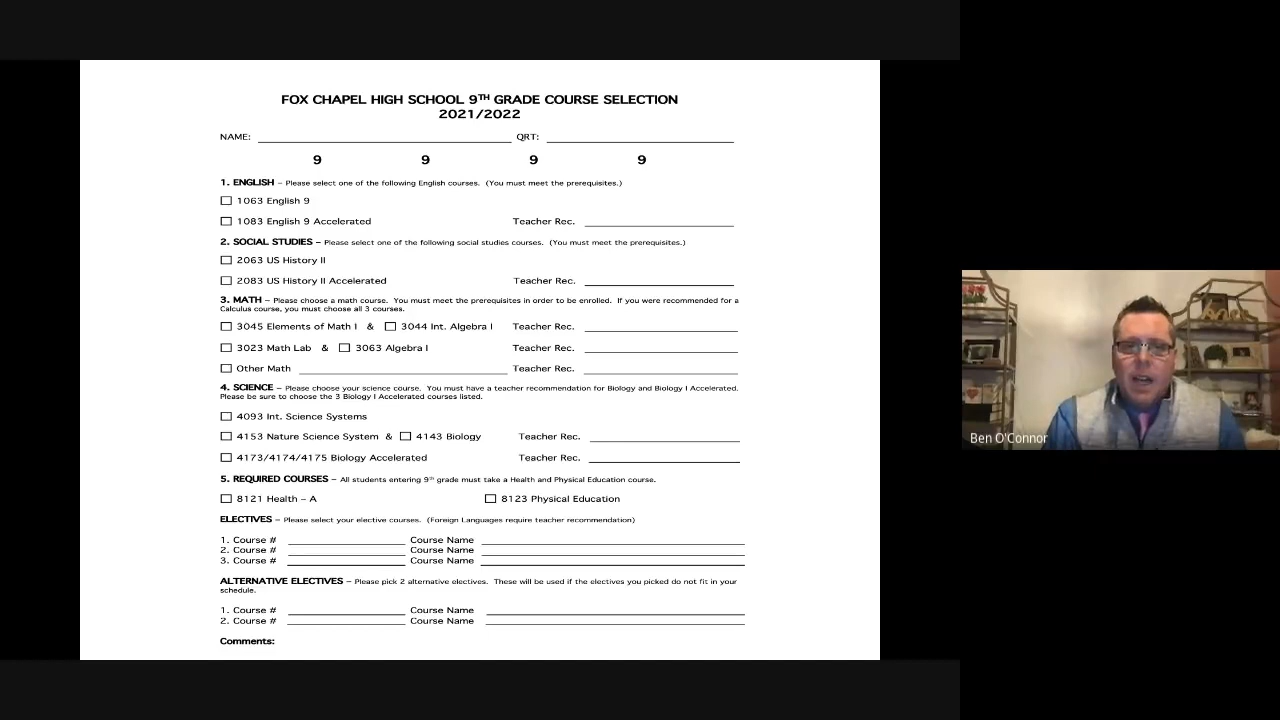 FOX CHAPEL HIGH SCHOOL 9TH GRADE COURSE SELECTION
2021/2022
NAME: QRT:
9 9 9 9
1. ENGLISH – Please select one of the following English courses. (You must meet the prerequisites.)
1063 English 9
1083 English 9 Accelerated Teacher Rec.
2. SOCIAL STUDIES – Please select one of the following social studies courses. (You must meet the prerequisites.)
2063 US History II
2083 US History II Accelerated Teacher Rec.
3. MATH – Please choose a math course. You must meet the prerequisites in order to be enrolled. If you were recommended for a
Calculus course, you must choose all 3 courses.
3045 Elements of Math I & 3044 Int. Algebra I Teacher Rec.
3023 Math Lab & 3063 Algebra I Teacher Rec.
Other Math Teacher Rec.
4. SCIENCE – Please choose your science course. You must have a teacher recommendation for Biology and Biology I Accelerated.
Please be sure to choose the 3 Biology I Accelerated courses listed.
4093 Int. Science Systems
4153 Nature Science System & 4143 Biology Teacher Rec.
4173/4174/4175 Biology Accelerated Teacher Rec.
5. REQUIRED COURSES – All students entering 9th grade must take a Health and Physical Education course.
8121 Health – A 8123 Physical Education
ELECTIVES – Please select your elective courses. (Foreign Languages require teacher recommendation)
1. Course # Course Name
2. Course # Course Name
3. Course # Course Name
ALTERNATIVE ELECTIVES – Please pick 2 alternative electives. These will be used if the electives you picked do not fit in your
schedule.
1. Course # Course Name
2. Course # Course Name
Comments:
Ben O'Connor